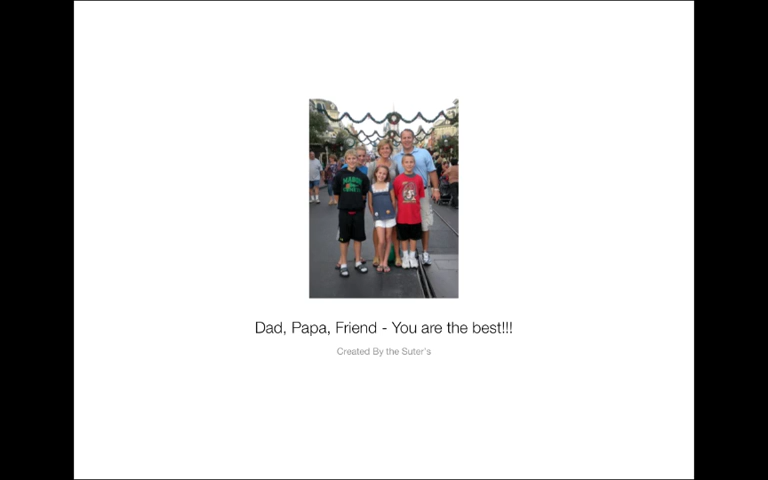 Dad, Papa, Friend - You are the best!!!
Created By the Suter's